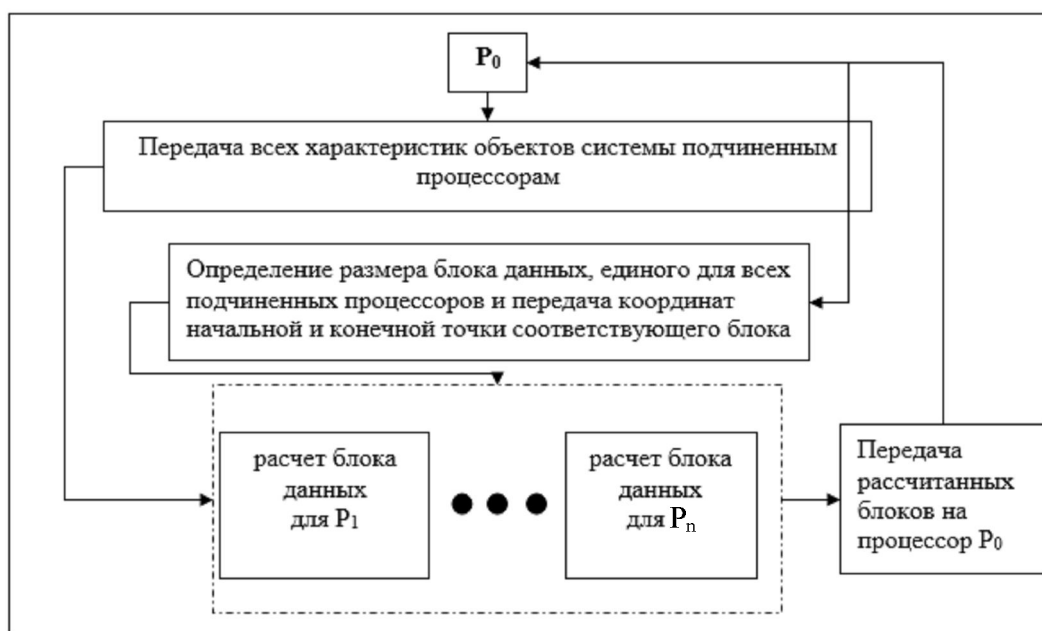 P₀
Передача всех характеристик объектов системы подчиненным
процессорам
Определение размера блока данных, единого для всех
подчиненных процессоров и передача координат
начальной и конечной точки соответствующего блока
расчет блока
данных
для P₁
расчет блока
данных
для Pₙ
Передача
рассчитанных
блоков на
процессор P₀